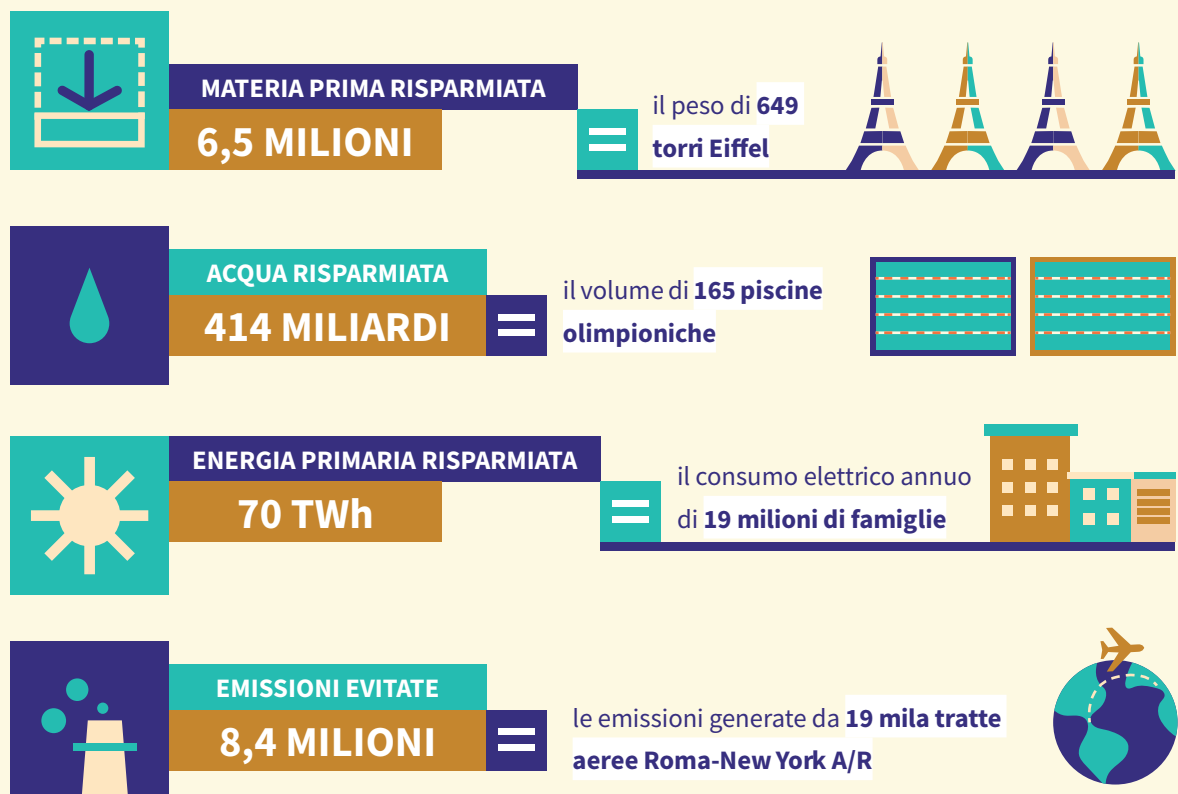 MATERIA PRIMA RISPARMIATA
6,5 MILIONI
il peso di 649
torri Eiffel
ACQUA RISPARMIATA
414 MILIARDI
il volume di 165 piscine
olimpioniche
ENERGIA PRIMARIA RISPARMIATA
70 TWh
il consumo elettrico annuo
di 19 milioni di famiglie
EMISSIONI EVITATE
8,4 MILIONI
le emissioni generate da 19 mila tratte
aeree Roma-New York A/R